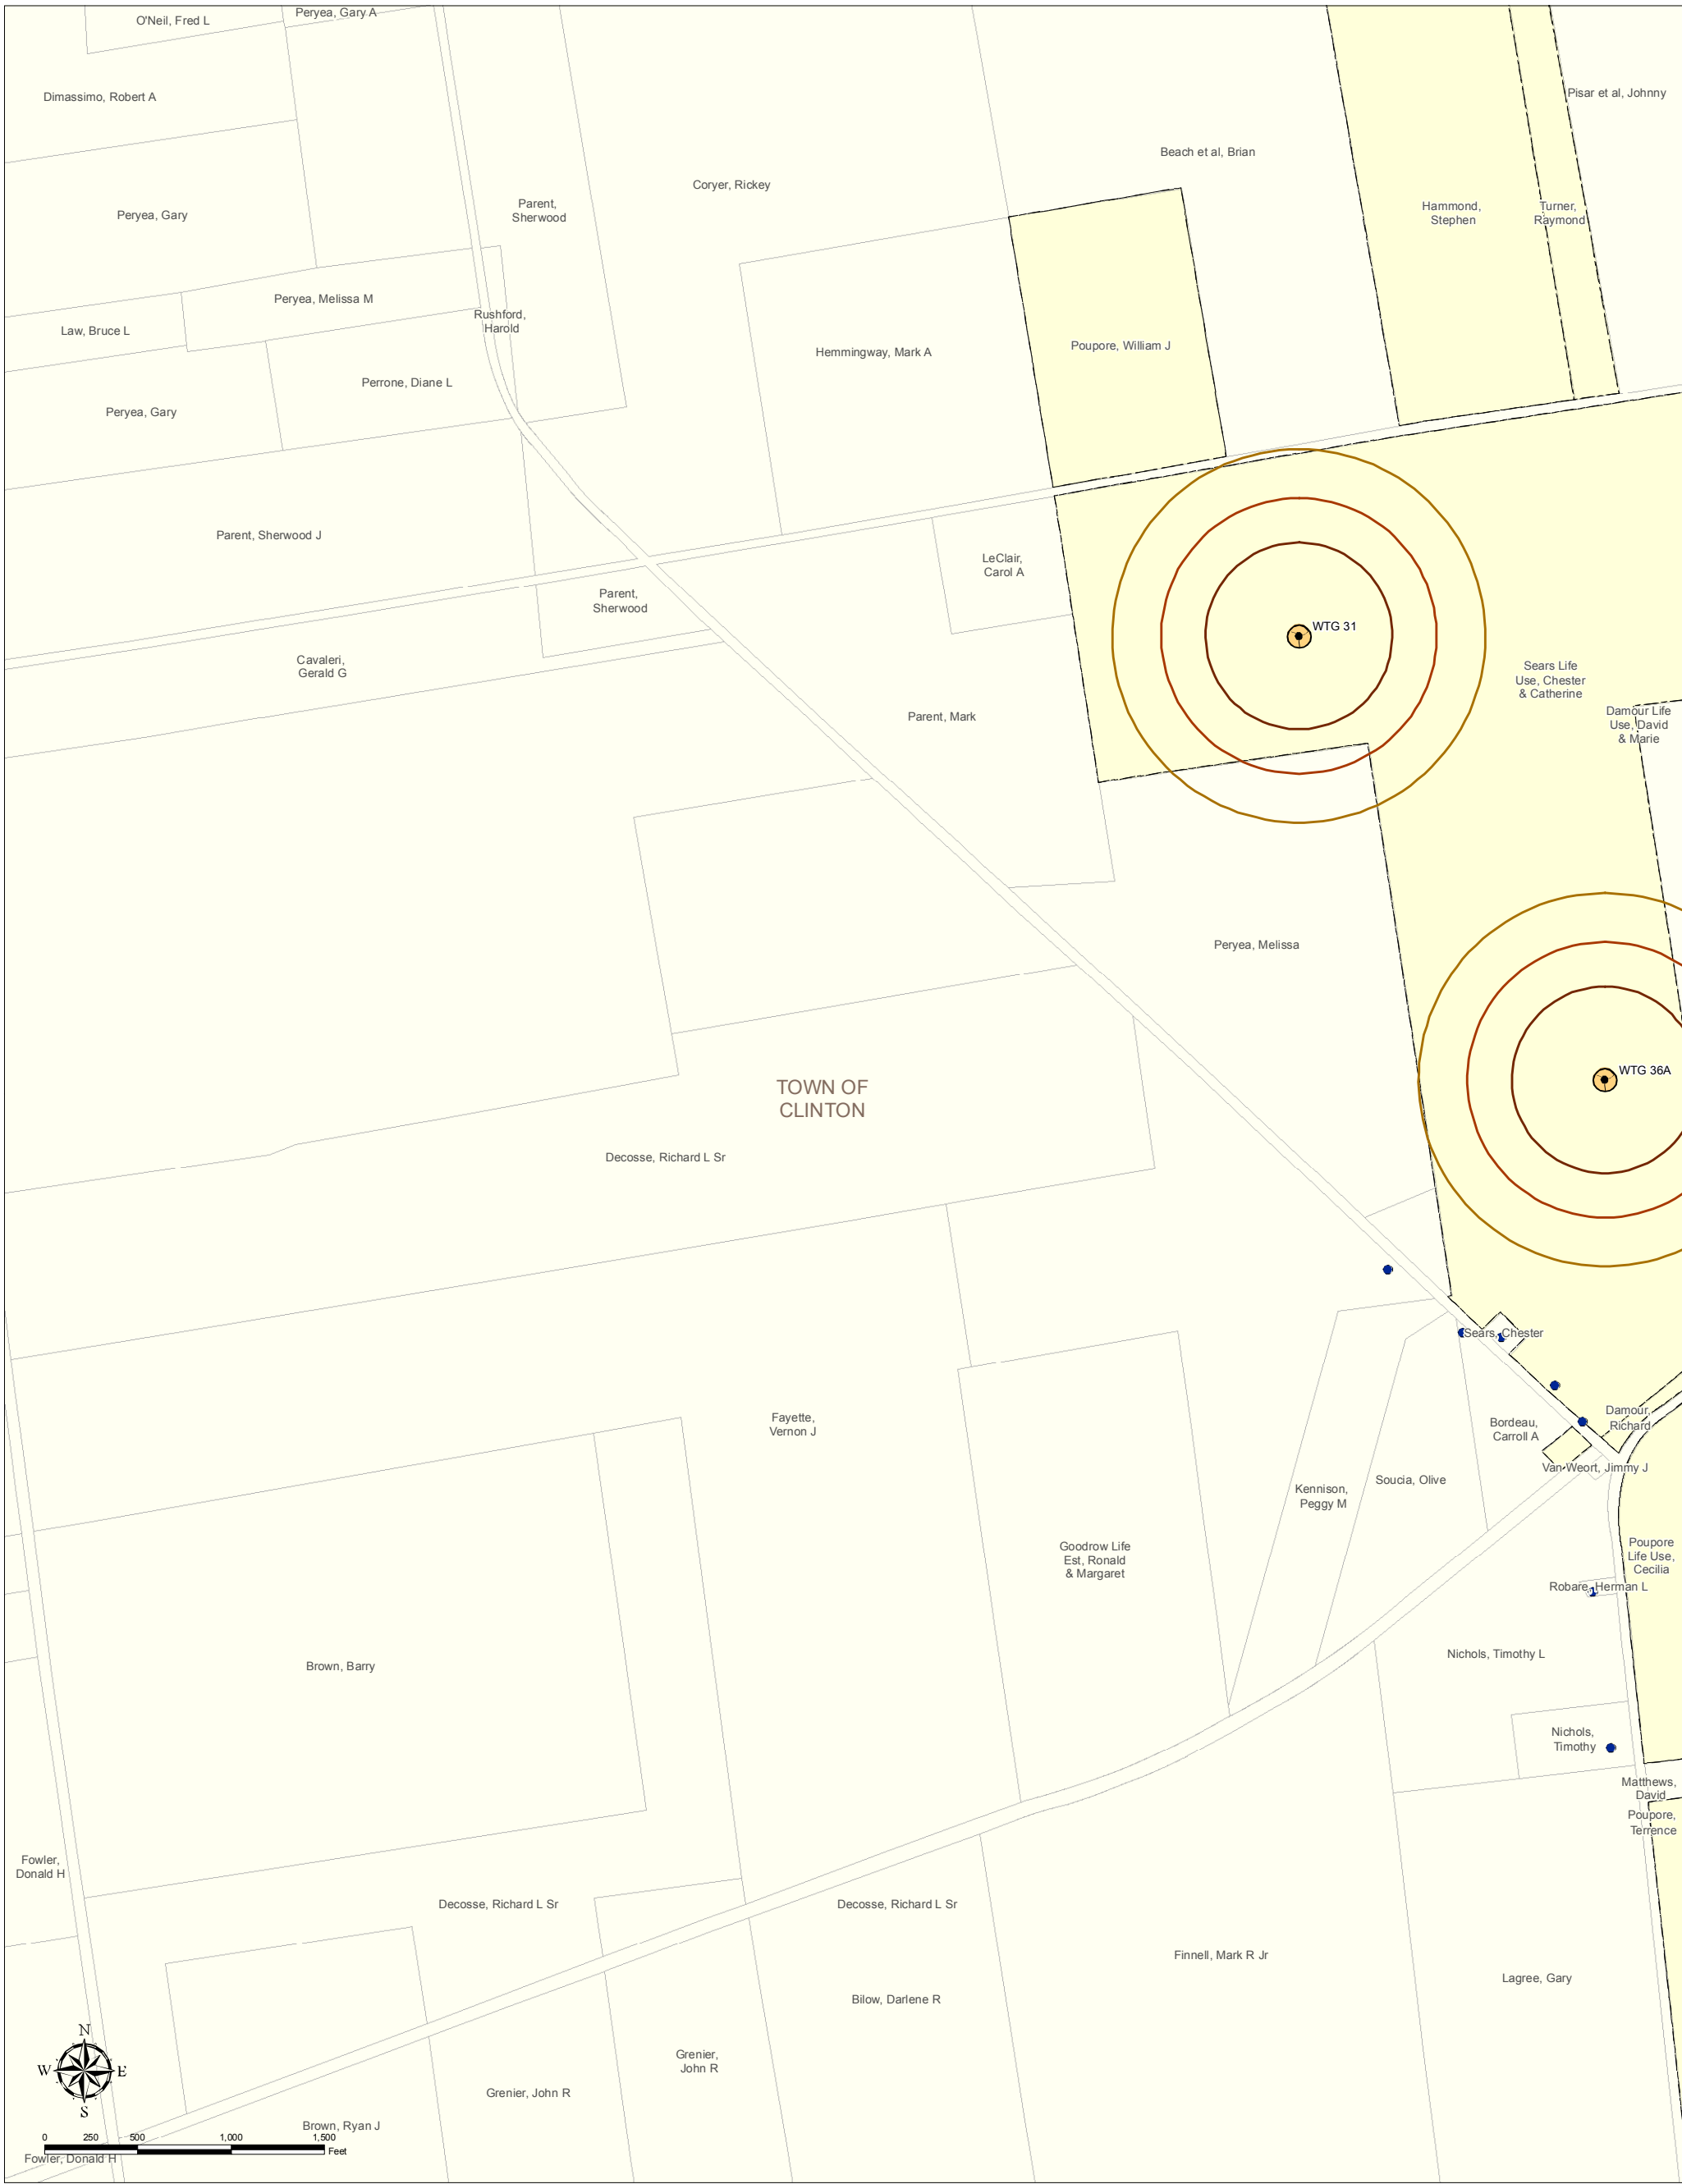 O'Neil, Fred L
Peryea, Gary A
Dimassimo, Robert A
Pisar et al, Johnny
Beach et al, Brian
Coryer, Rickey
Parent,
Sherwood
Peryea, Gary
Hammond,
Stephen
Turner,
Raymond
Peryea, Melissa M
Law, Bruce L
Rushford,
Harold
Hemmingway, Mark A
Poupore, William J
Perrone, Diane L
Peryea, Gary
Parent, Sherwood J
LeClair,
Carol A
Parent,
Sherwood
WTG 31
Cavaleri,
Gerald G
Sears Life
Use, Chester
& Catherine
Parent, Mark
Damour Life
Use, David
& Marie
Peryea, Melissa
WTG 36A
TOWN OF
CLINTON
Decosse, Richard L Sr
Sears, Chester
Fayette,
Vernon J
Bordeau,
Carroll A
Damour,
Richard
Van Weort, Jimmy J
Soucia, Olive
Kennison,
Peggy M
Goodrow Life
Est, Ronald
& Margaret
Poupore
Life Use,
Cecilia
Robare, Herman L
Nichols, Timothy L
Brown, Barry
Nichols,
Timothy
Matthews,
David
Poupore,
Terrence
Fowler,
Donald H
Decosse, Richard L Sr
Decosse, Richard L Sr
Finnell, Mark R Jr
Lagree, Gary
Bilow, Darlene R
Grenier,
John R
Grenier, John R
Brown, Ryan J
N
W E
S
0 250 500 1,000 1,500
Feet
Fowler, Donald H